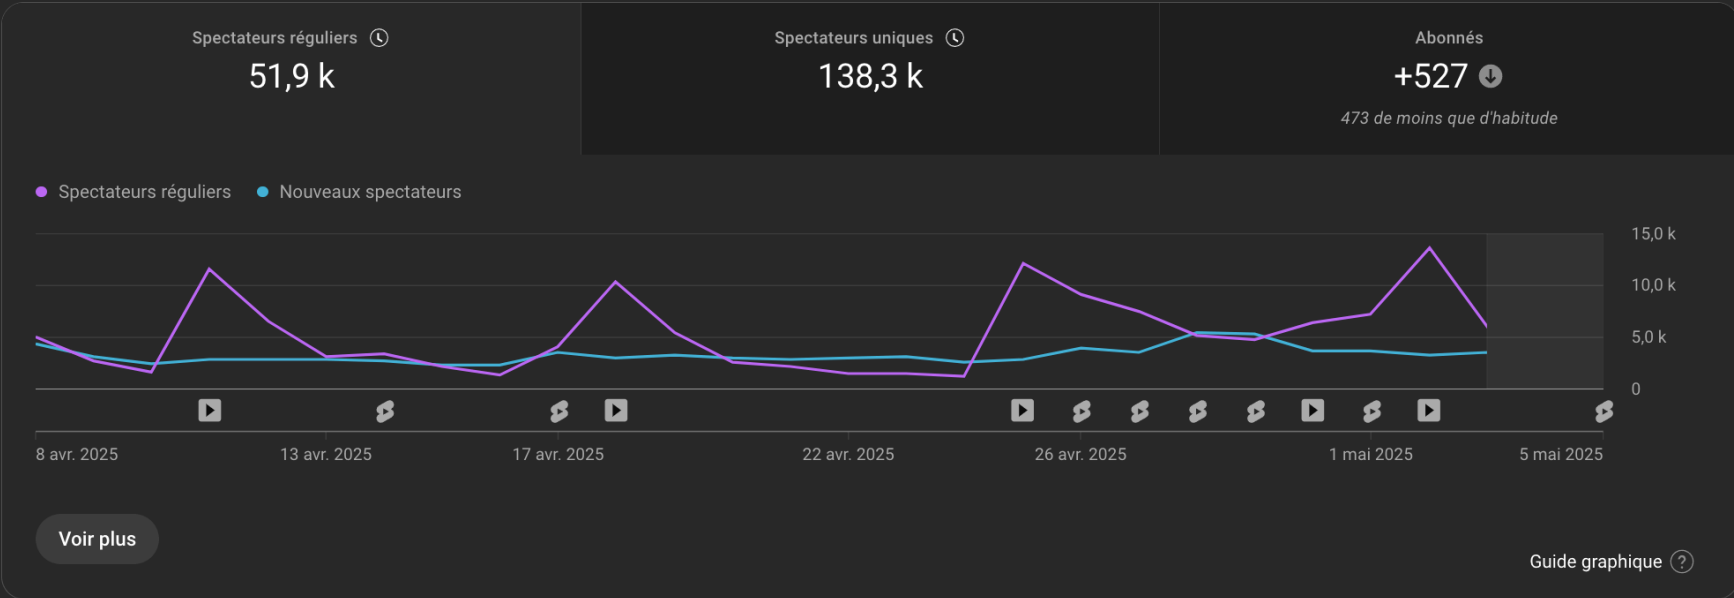 Spectateurs réguliers
51,9 k
Spectateurs uniques
138,3 k
Abonnés
+527
473 de moins que d'habitude
Spectateurs réguliers
Nouveaux spectateurs
15,0 k
10,0 k
5,0 k
0
8 avr. 2025
13 avr. 2025
17 avr. 2025
22 avr. 2025
26 avr. 2025
1 mai 2025
5 mai 2025
Voir plus
Guide graphique ?